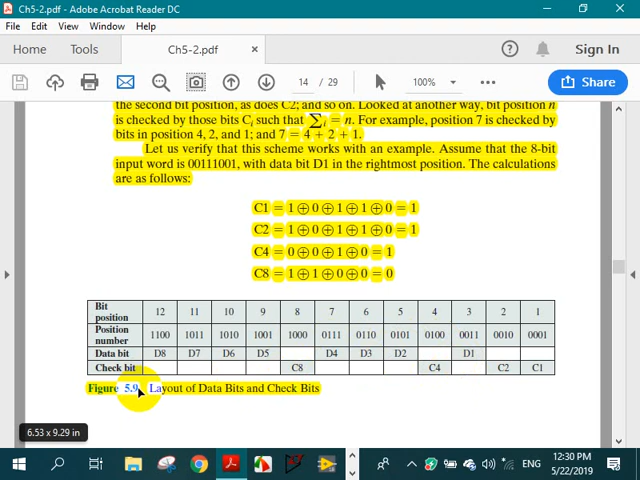 Ch5-2.pdf - Adobe Acrobat Reader DC
File Edit View Window Help
Home Tools Ch5-2.pdf × ? Sign In
14 / 29 100% Share
the second bit position, as does C2; and so on. Looked at another way, bit position n
is checked by those bits Ci such that ∑i = n. For example, position 7 is checked by
bits in position 4, 2, and 1; and 7 = 4 + 2 + 1.
Let us verify that this scheme works with an example. Assume that the 8-bit
input word is 00111001, with data bit D1 in the rightmost position. The calculations
are as follows:
C1 = 1 ⊕ 0 ⊕ 1 ⊕ 1 ⊕ 0 = 1
C2 = 1 ⊕ 0 ⊕ 1 ⊕ 1 ⊕ 0 = 1
C4 = 0 ⊕ 0 ⊕ 1 ⊕ 0 = 1
C8 = 1 ⊕ 1 ⊕ 0 ⊕ 0 = 0
Bit position 12 11 10 9 8 7 6 5 4 3 2 1
Position number 1100 1011 1010 1001 1000 0111 0110 0101 0100 0011 0010 0001
Data bit D8 D7 D6 D5 D4 D3 D2 D1
Check bit C8 C4 C2 C1
Figure 5.9 Layout of Data Bits and Check Bits
6.53 x 9.29 in
ENG 12:30 PM
5/22/2019